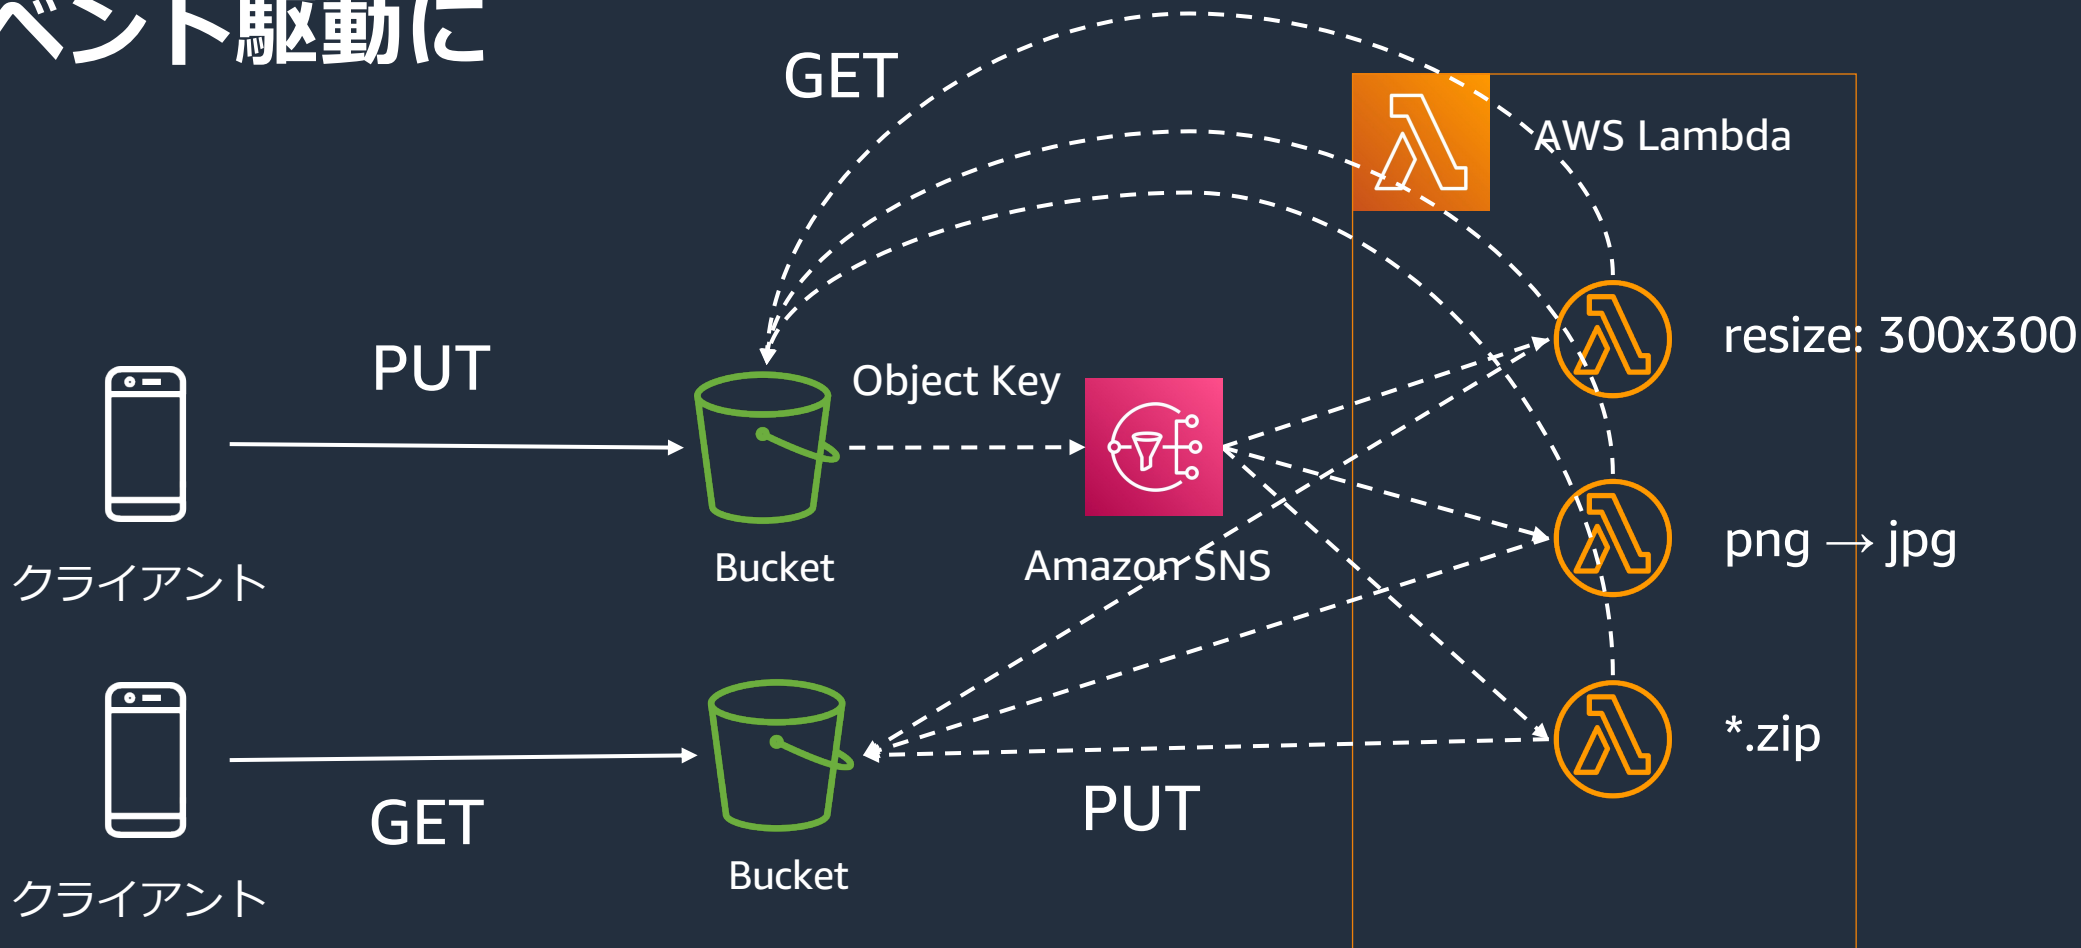 ベント駆動に
GET
AWS Lambda
resize: 300x300
PUT
Object Key
png → jpg
Bucket
Amazon SNS
クライアント
*.zip
PUT
GET
Bucket
クライアント